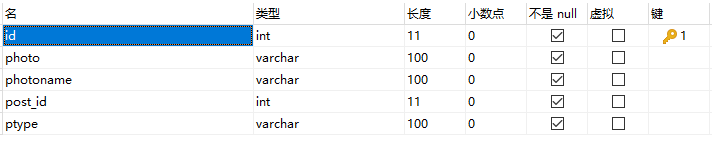 名 类型 长度 小数点 不是 null 虚拟 键
id int 11 0 1
photo varchar 100 0
photoname varchar 100 0
post_id int 11 0
ptype varchar 100 0